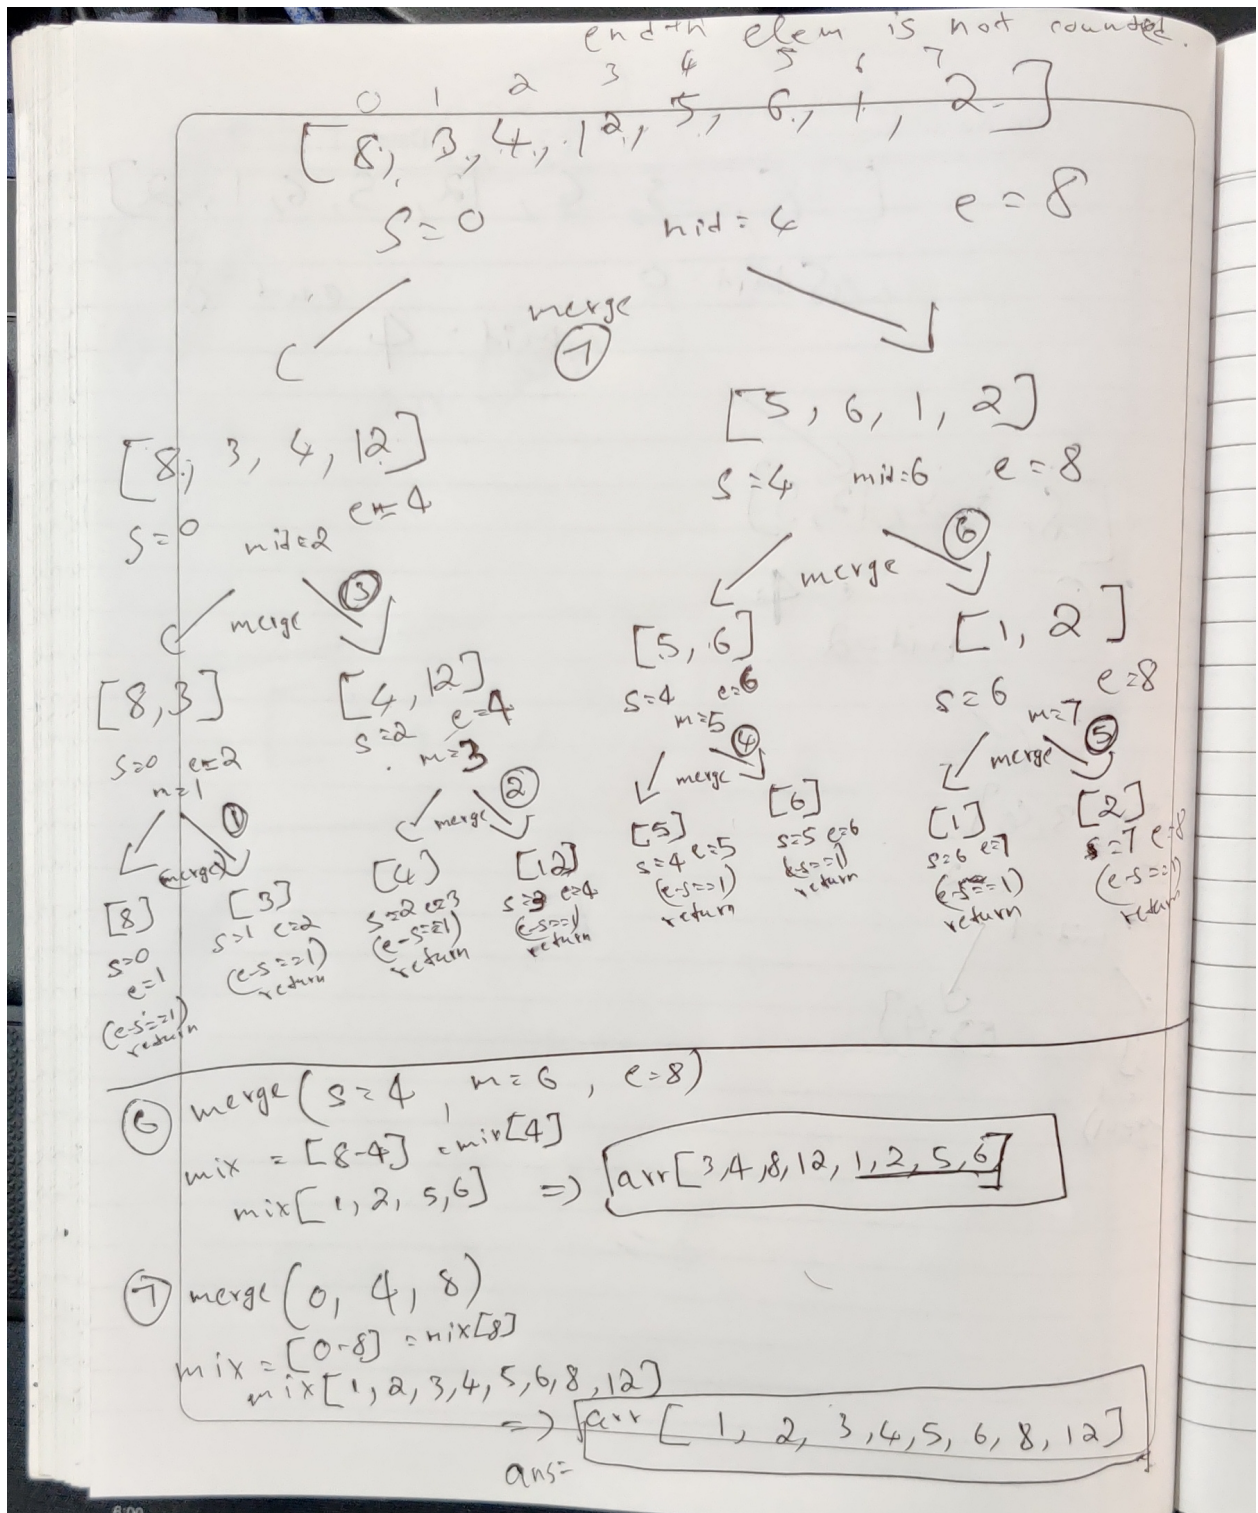 end th elem is not counted.
0 1 2 3 4 5 6 7
[8, 3, 4, 12, 5, 6, 1, 2]
s=0 mid=4 e=8
merge
7
[8, 3, 4, 12] [5, 6, 1, 2]
s=0 mid=2 e=4 s=4 mid=6 e=8
merge 3 merge 6
[8,3] [4,12] [5,6] [1,2]
s=0 e=2 s=2 e=4 s=4 e=6 s=6 e=8
m=1 m=3 m=5 m=7
(merge) 1 merge 2 merge 4 merge 5
[8] [3] [4] [12] [5] [6] [1] [2]
s=0 e=1 s=1 e=2 s=2 e=3 s=3 e=4 s=4 e=5 s=5 e=6 s=6 e=7 s=7 e=8
(e-s==1) (e-s==1) (e-s==1) (e-s==1) (e-s==1) (e-s==1) (e-s==1) (e-s==1)
return return return return return return return return
6 merge(s=4, m=6, e=8)
mix = [8-4] =mix[4]
mix[1, 2, 5,6] => arr[3,4,8,12, 1,2,5,6]
7 merge(0, 4, 8)
mix=[0-8] =mix[8]
mix[1, 2, 3, 4, 5, 6, 8, 12]
=> arr[1, 2, 3,4,5, 6, 8, 12]
ans=